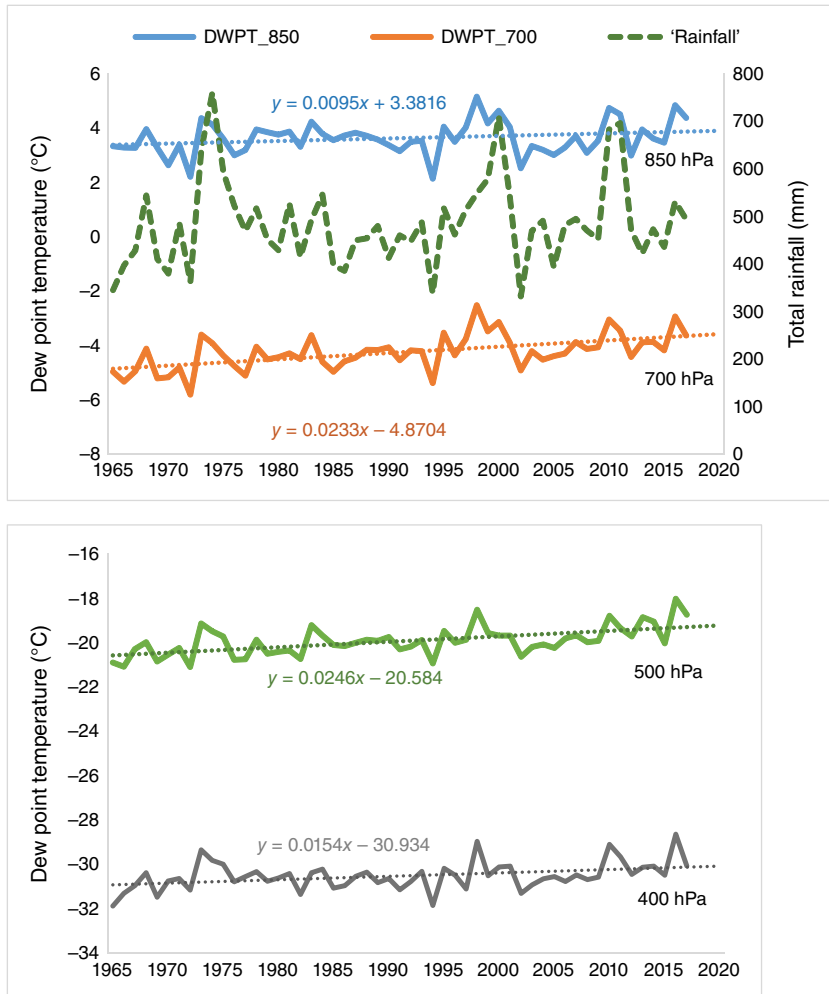 DWPT_850 DWPT_700 ‘Rainfall’
Dew point temperature (°C)
6
4
2
0
–2
–4
–6
–8
y = 0.0095x + 3.3816
850 hPa
700 hPa
y = 0.0233x – 4.8704
800
700
600
500
400
300
200
100
0
Total rainfall (mm)
1965 1970 1975 1980 1985 1990 1995 2000 2005 2010 2015 2020
Dew point temperature (°C)
–16
–18
–20
–22
–24
–26
–28
–30
–32
–34
500 hPa
y = 0.0246x – 20.584
y = 0.0154x – 30.934
400 hPa
1965 1970 1975 1980 1985 1990 1995 2000 2005 2010 2015 2020